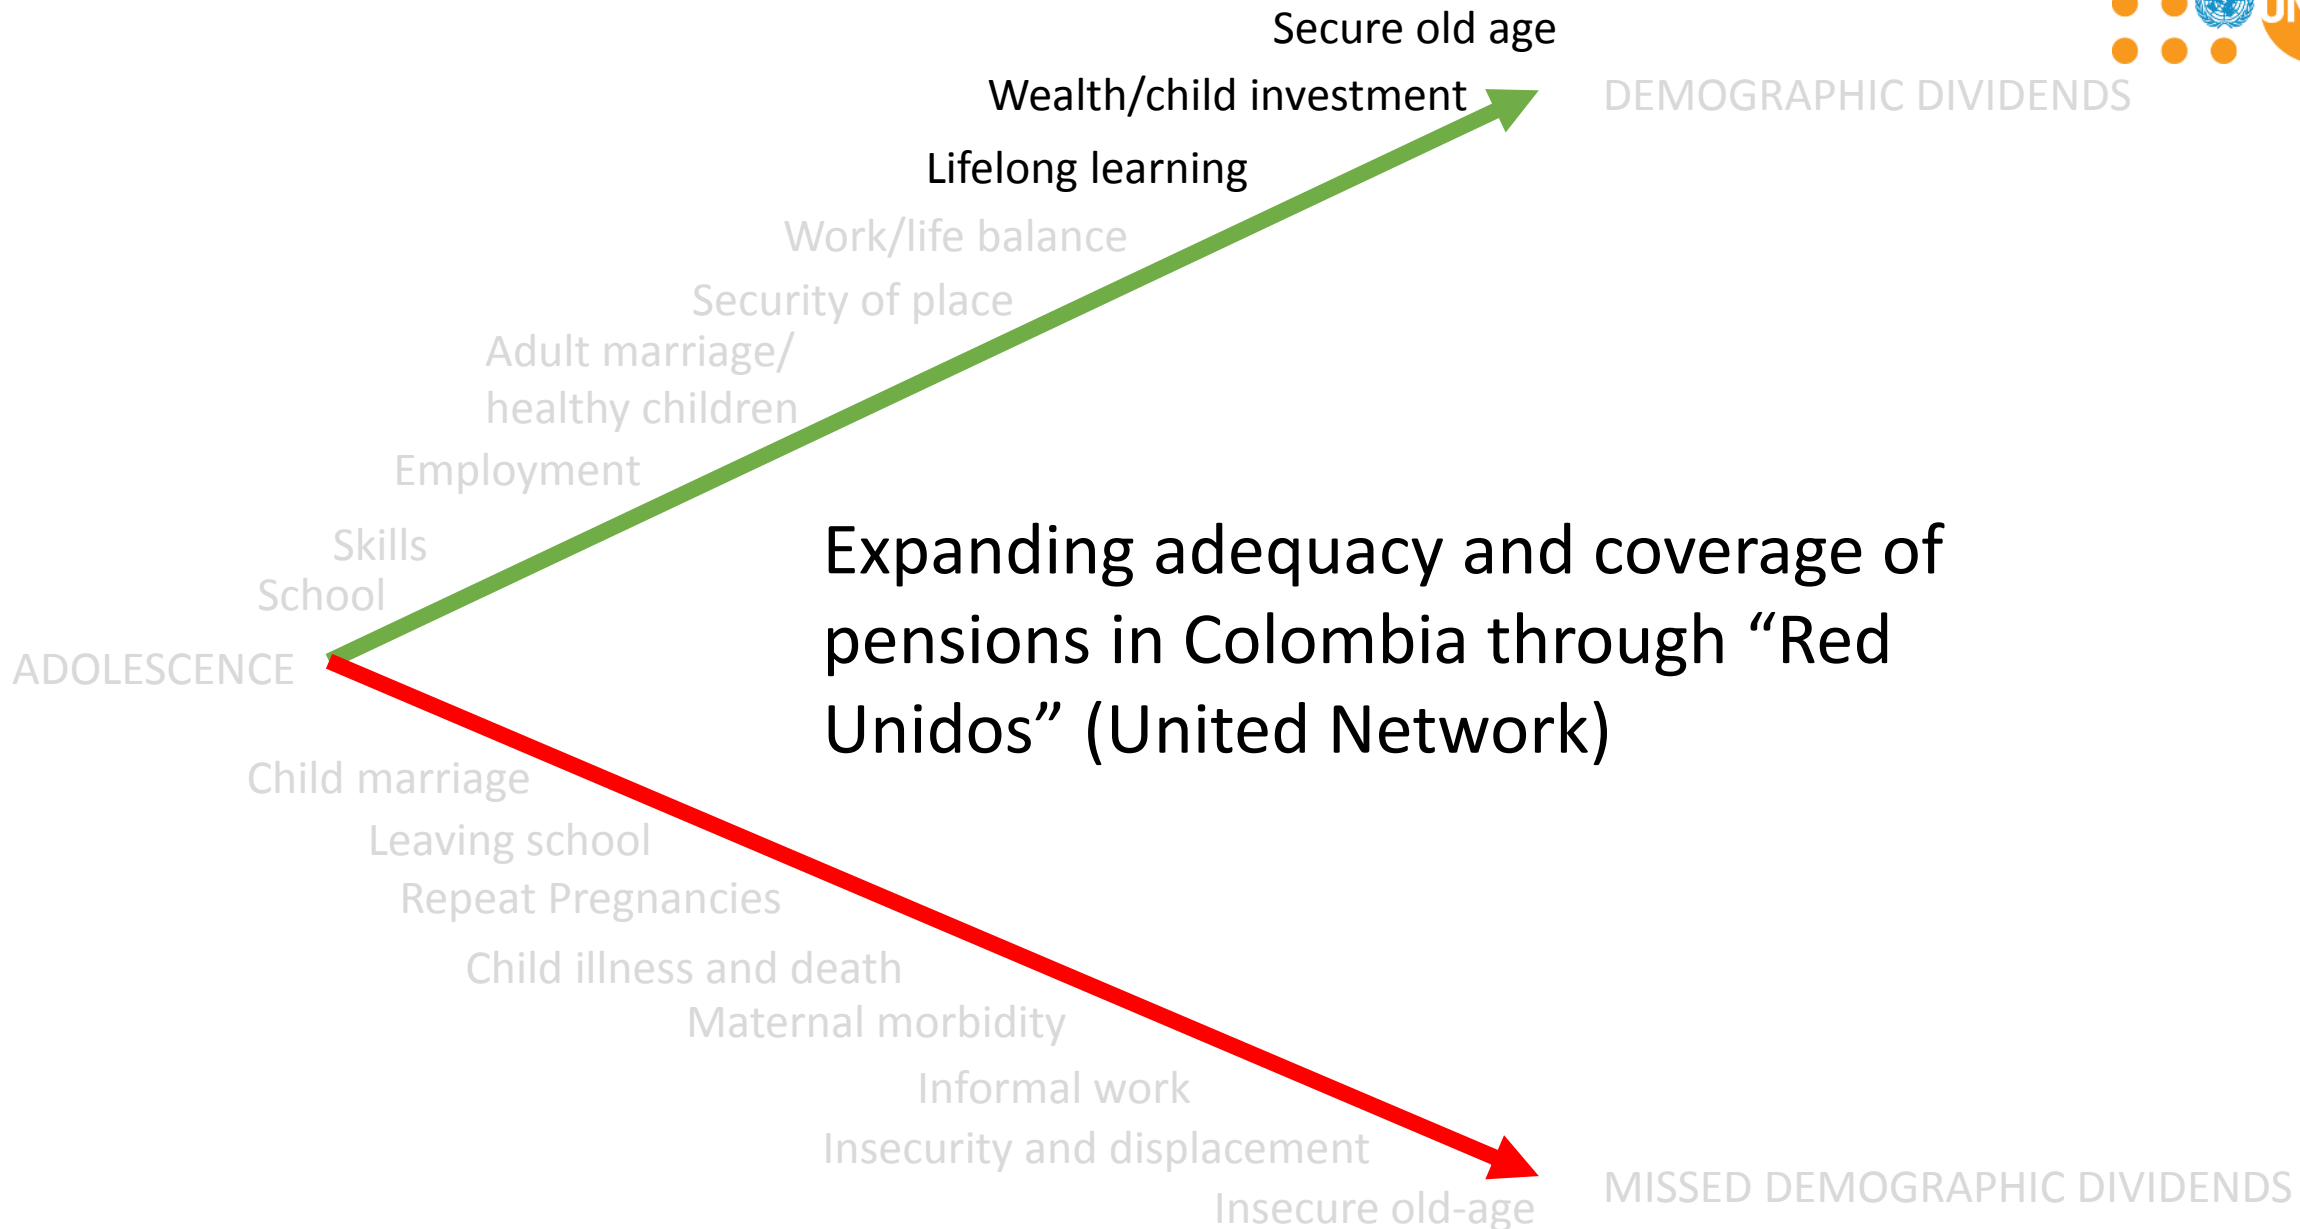 Secure old age
Wealth/child investment
DEMOGRAPHIC DIVIDENDS
Lifelong learning
Work/life balance
Security of place
Adult marriage/
healthy children
Employment
Skills
School
ADOLESCENCE
Expanding adequacy and coverage of
pensions in Colombia through “Red
Unidos” (United Network)
Child marriage
Leaving school
Repeat Pregnancies
Child illness and death
Maternal morbidity
Informal work
Insecurity and displacement
Insecure old-age
MISSED DEMOGRAPHIC DIVIDENDS